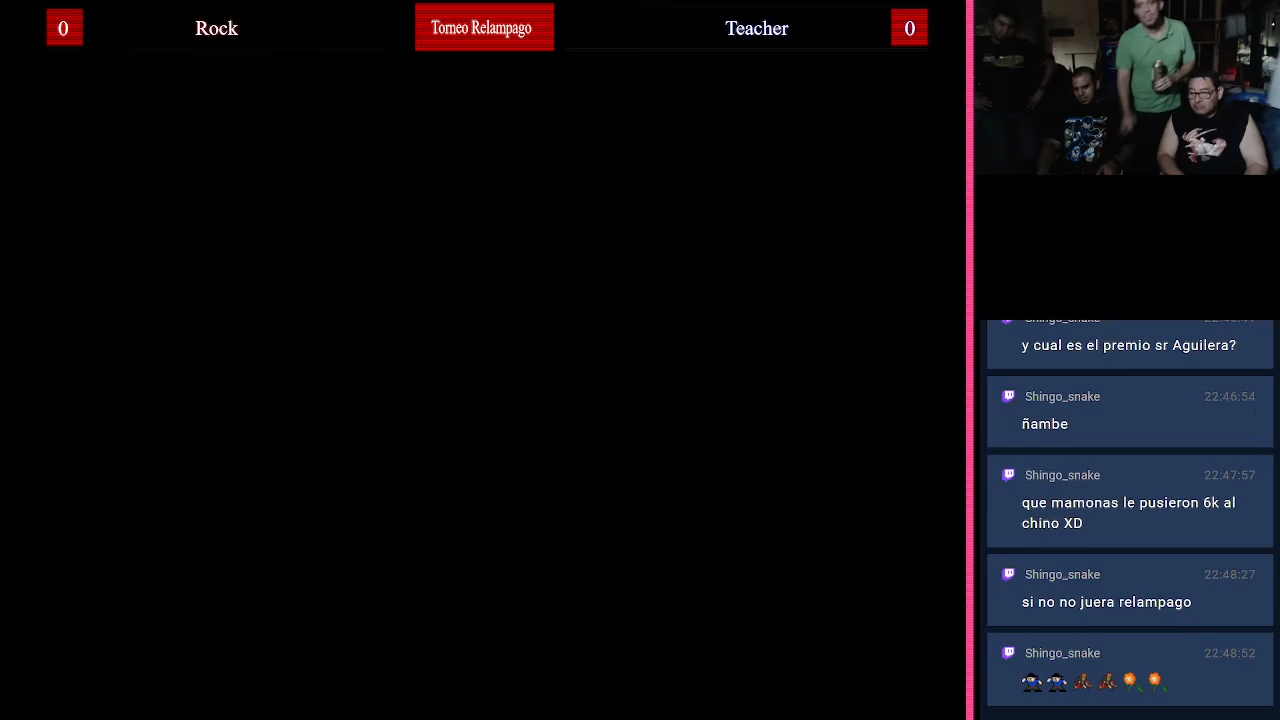 0 Rock Torneo Relampago Teacher 0
y cual es el premio sr Aguilera?
Shingo_snake 22:46:54
ñambe
Shingo_snake 22:47:57
que mamonas le pusieron 6k al
chino XD
Shingo_snake 22:48:27
si no no juera relampago
Shingo_snake 22:48:52